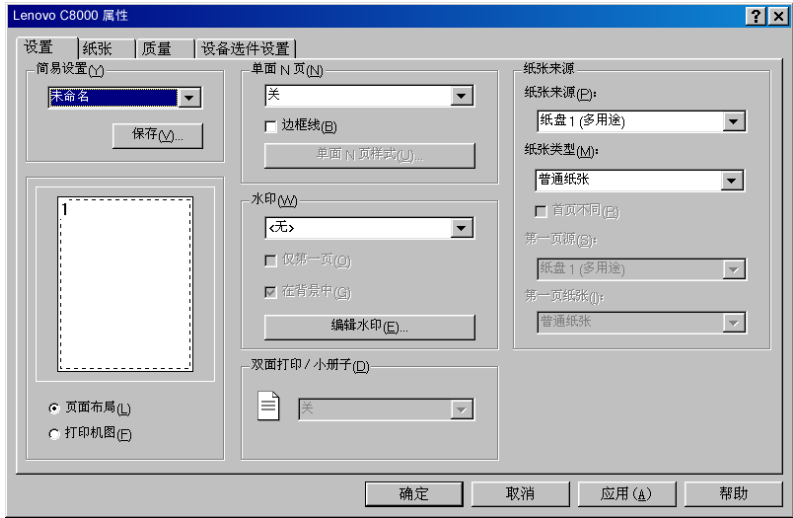 Lenovo C8000 属性
设置 纸张 质量 设备选件设置
简易设置(Y)
未命名
保存(V)...
1
页面布局(L)
打印机图(F)
单面 N 页(N)
关
边框线(B)
单面 N 页样式(U)...
水印(W)
<无>
仅第一页(O)
在背景中(G)
编辑水印(E)...
双面打印 / 小册子(D)
关
纸张来源
纸张来源(P):
纸盘 1 (多用途)
纸张类型(M):
普通纸张
首页不同(R)
第一页源(S):
纸盘 1 (多用途)
第一页纸张(I):
普通纸张
确定 取消 应用(A) 帮助